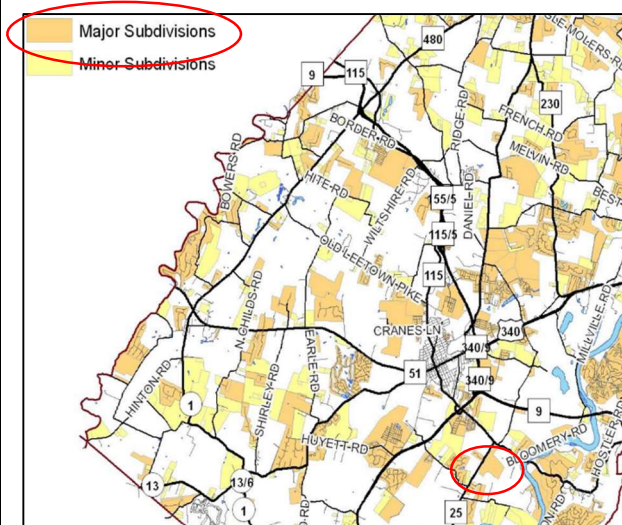 Major Subdivisions
Minor Subdivisions
480
9
115
230
BORDER RD
RIDGE RD
FRENCH RD
MELVIN RD
BEST
BOWERS RD
HITE RD
WILTSHIRE RD
DANIEL RD
55/5
115/5
OLD LEETOWN PIKE
115
N CHILDS RD
EARLE RD
CRANES LN
340/9
340
MILLVILLE RD
51
340/9
HINTON RD
1
SHIRLEY RD
HUYETT RD
9
BLOOMERY RD
HOSTLER RD
13
13/6
1
25